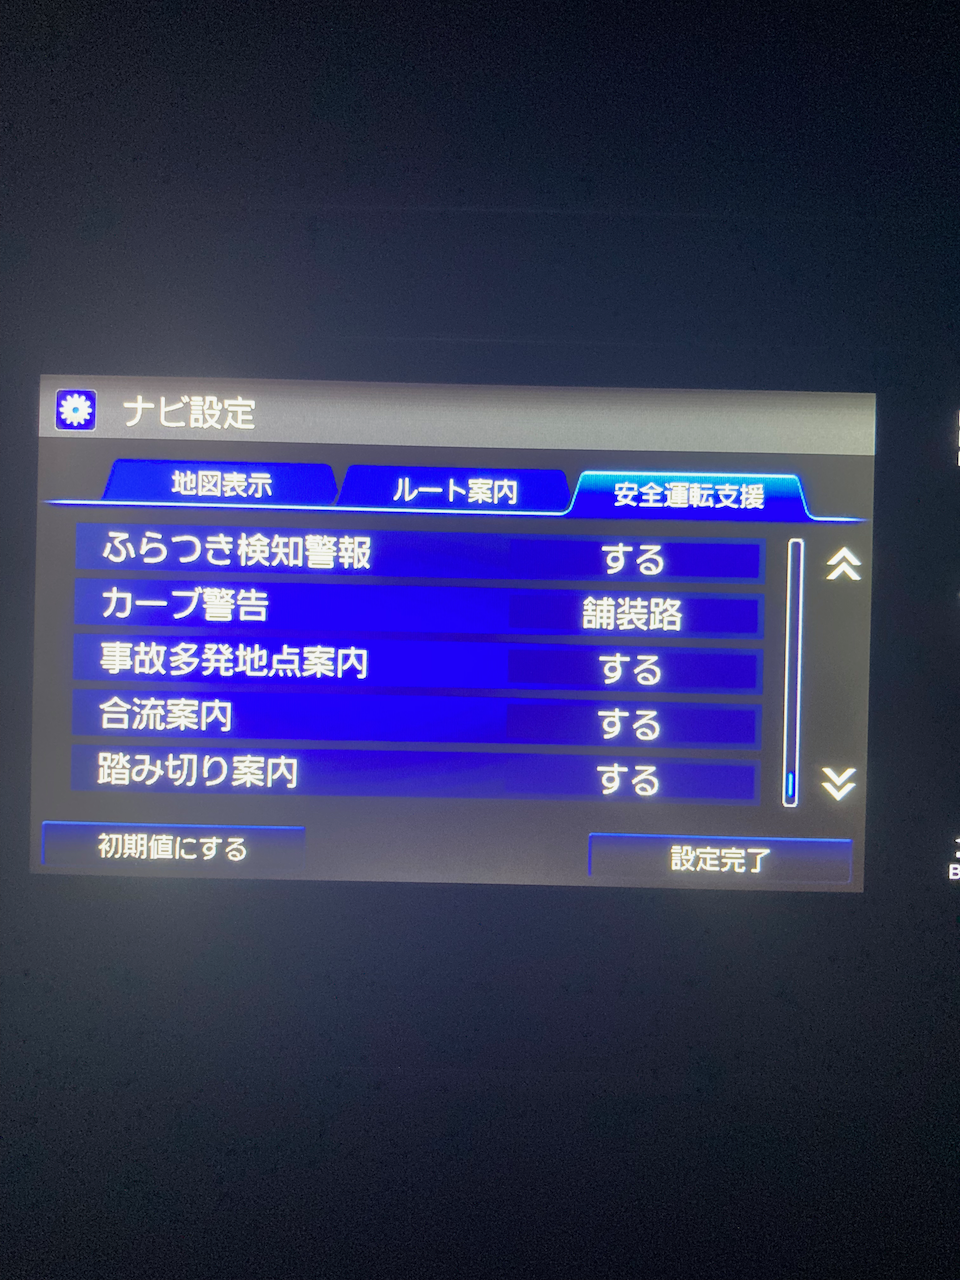 ナビ設定
地図表示 ルート案内 安全運転支援
ふらつき検知警報 する
カーブ警告 舗装路
事故多発地点案内 する
合流案内 する
踏み切り案内 する
初期値にする 設定完了